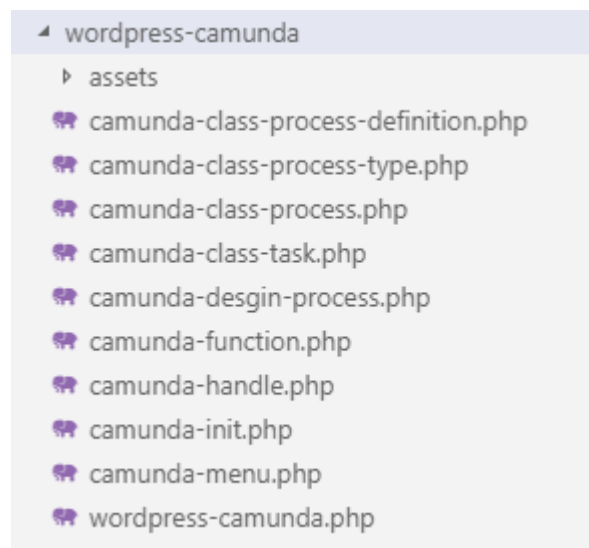 wordpress-camunda
assets
camunda-class-process-definition.php
camunda-class-process-type.php
camunda-class-process.php
camunda-class-task.php
camunda-desgin-process.php
camunda-function.php
camunda-handle.php
camunda-init.php
camunda-menu.php
wordpress-camunda.php